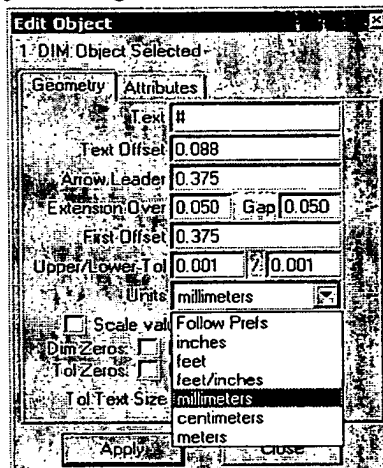 Edit Object
1 DIM Object Selected
Geometry Attributes
Text #
Text Offset 0.088
Arrow Leader 0.375
Extension Over 0.050 Gap 0.050
First Offset 0.375
Upper/Lower Tol 0.001 / 0.001
Units millimeters
Scale val
Follow Prefs
Dim Zeros:
inches
feet
Tol Zeros:
feet/inches
Tol Text Size millimeters
centimeters
meters
Apply Close